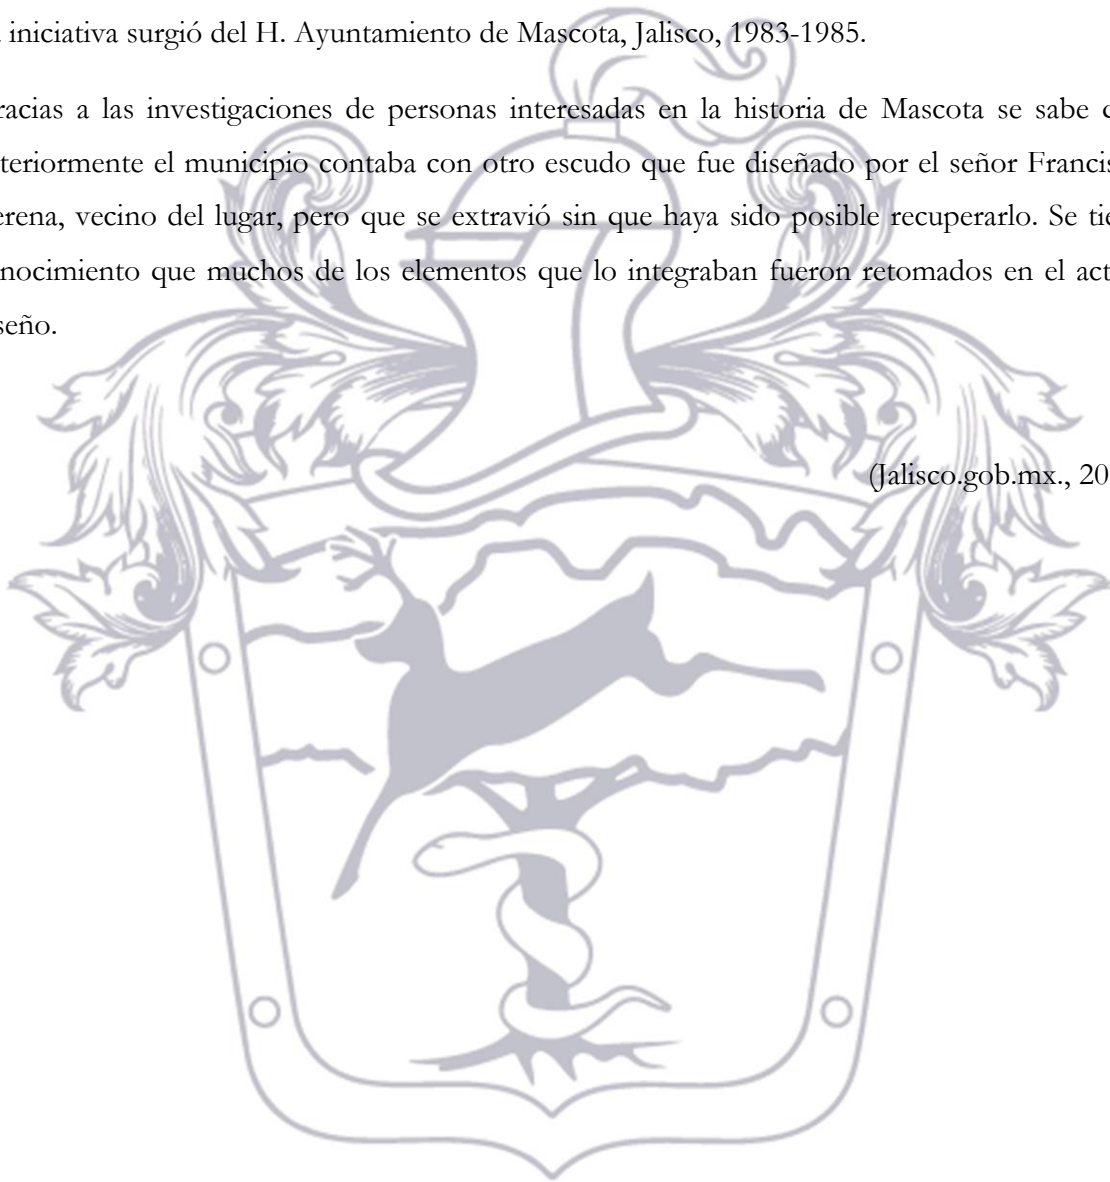 iniciativa surgió del H. Ayuntamiento de Mascota, Jalisco, 1983-1985.
racias a las investigaciones de personas interesadas en la historia de Mascota se sabe
teriormente el municipio contaba con otro escudo que fue diseñado por el señor Francis
erena, vecino del lugar, pero que se extravió sin que haya sido posible recuperarlo. Se tie
nocimiento que muchos de los elementos que lo integraban fueron retomados en el act
seño.
(Jalisco.gob.mx., 20